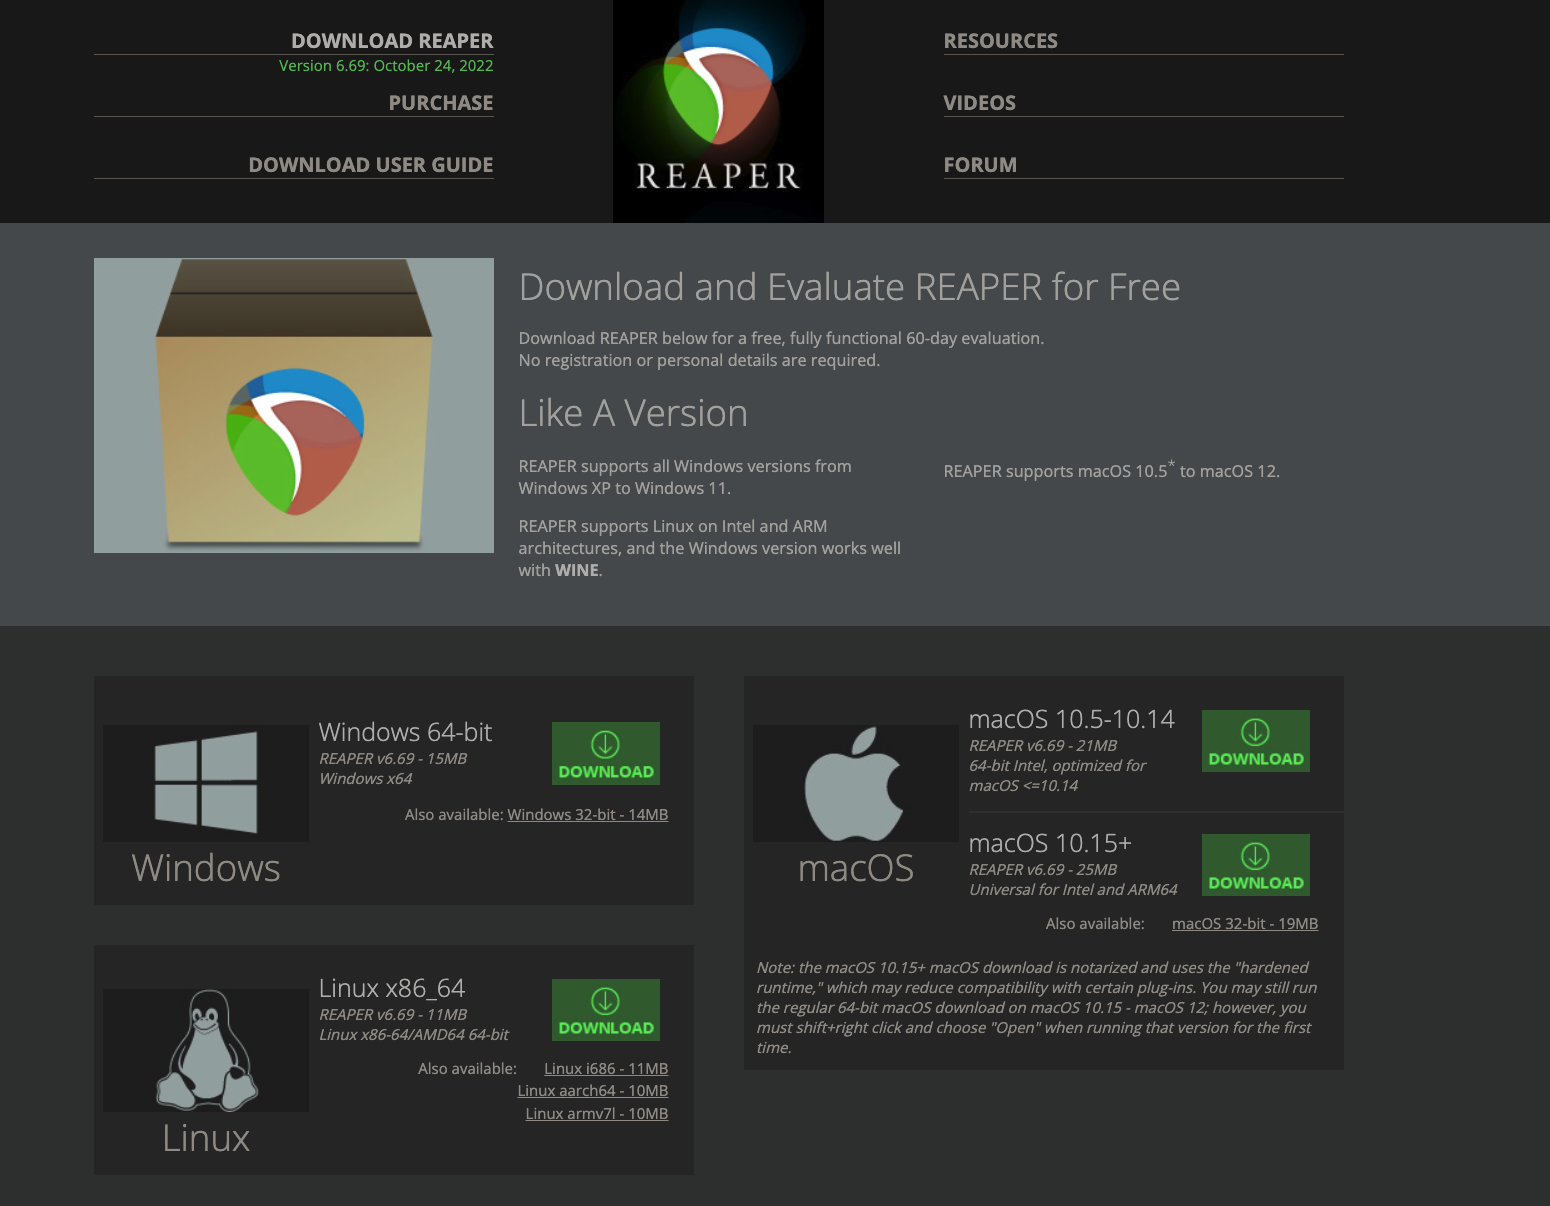 DOWNLOAD REAPER
Version 6.69: October 24, 2022
PURCHASE
DOWNLOAD USER GUIDE
REAPER
RESOURCES
VIDEOS
FORUM
Download and Evaluate REAPER for Free
Download REAPER below for a free, fully functional 60-day evaluation.
No registration or personal details are required.
Like A Version
REAPER supports all Windows versions from
Windows XP to Windows 11.
REAPER supports Linux on Intel and ARM
architectures, and the Windows version works well
with WINE.
REAPER supports macOS 10.5* to macOS 12.
Windows
Windows 64-bit
REAPER v6.69 - 15MB
Windows x64
DOWNLOAD
Also available: Windows 32-bit - 14MB
Linux
Linux x86_64
REAPER v6.69 - 11MB
Linux x86-64/AMD64 64-bit
DOWNLOAD
Also available: Linux i686 - 11MB
Linux aarch64 - 10MB
Linux armv7l - 10MB
macOS
macOS 10.5-10.14
REAPER v6.69 - 21MB
64-bit Intel, optimized for
macOS <=10.14
DOWNLOAD
macOS 10.15+
REAPER v6.69 - 25MB
Universal for Intel and ARM64
DOWNLOAD
Also available: macOS 32-bit - 19MB
Note: the macOS 10.15+ macOS download is notarized and uses the "hardened
runtime," which may reduce compatibility with certain plug-ins. You may still run
the regular 64-bit macOS download on macOS 10.15 - macOS 12; however, you
must shift+right click and choose "Open" when running that version for the first
time.